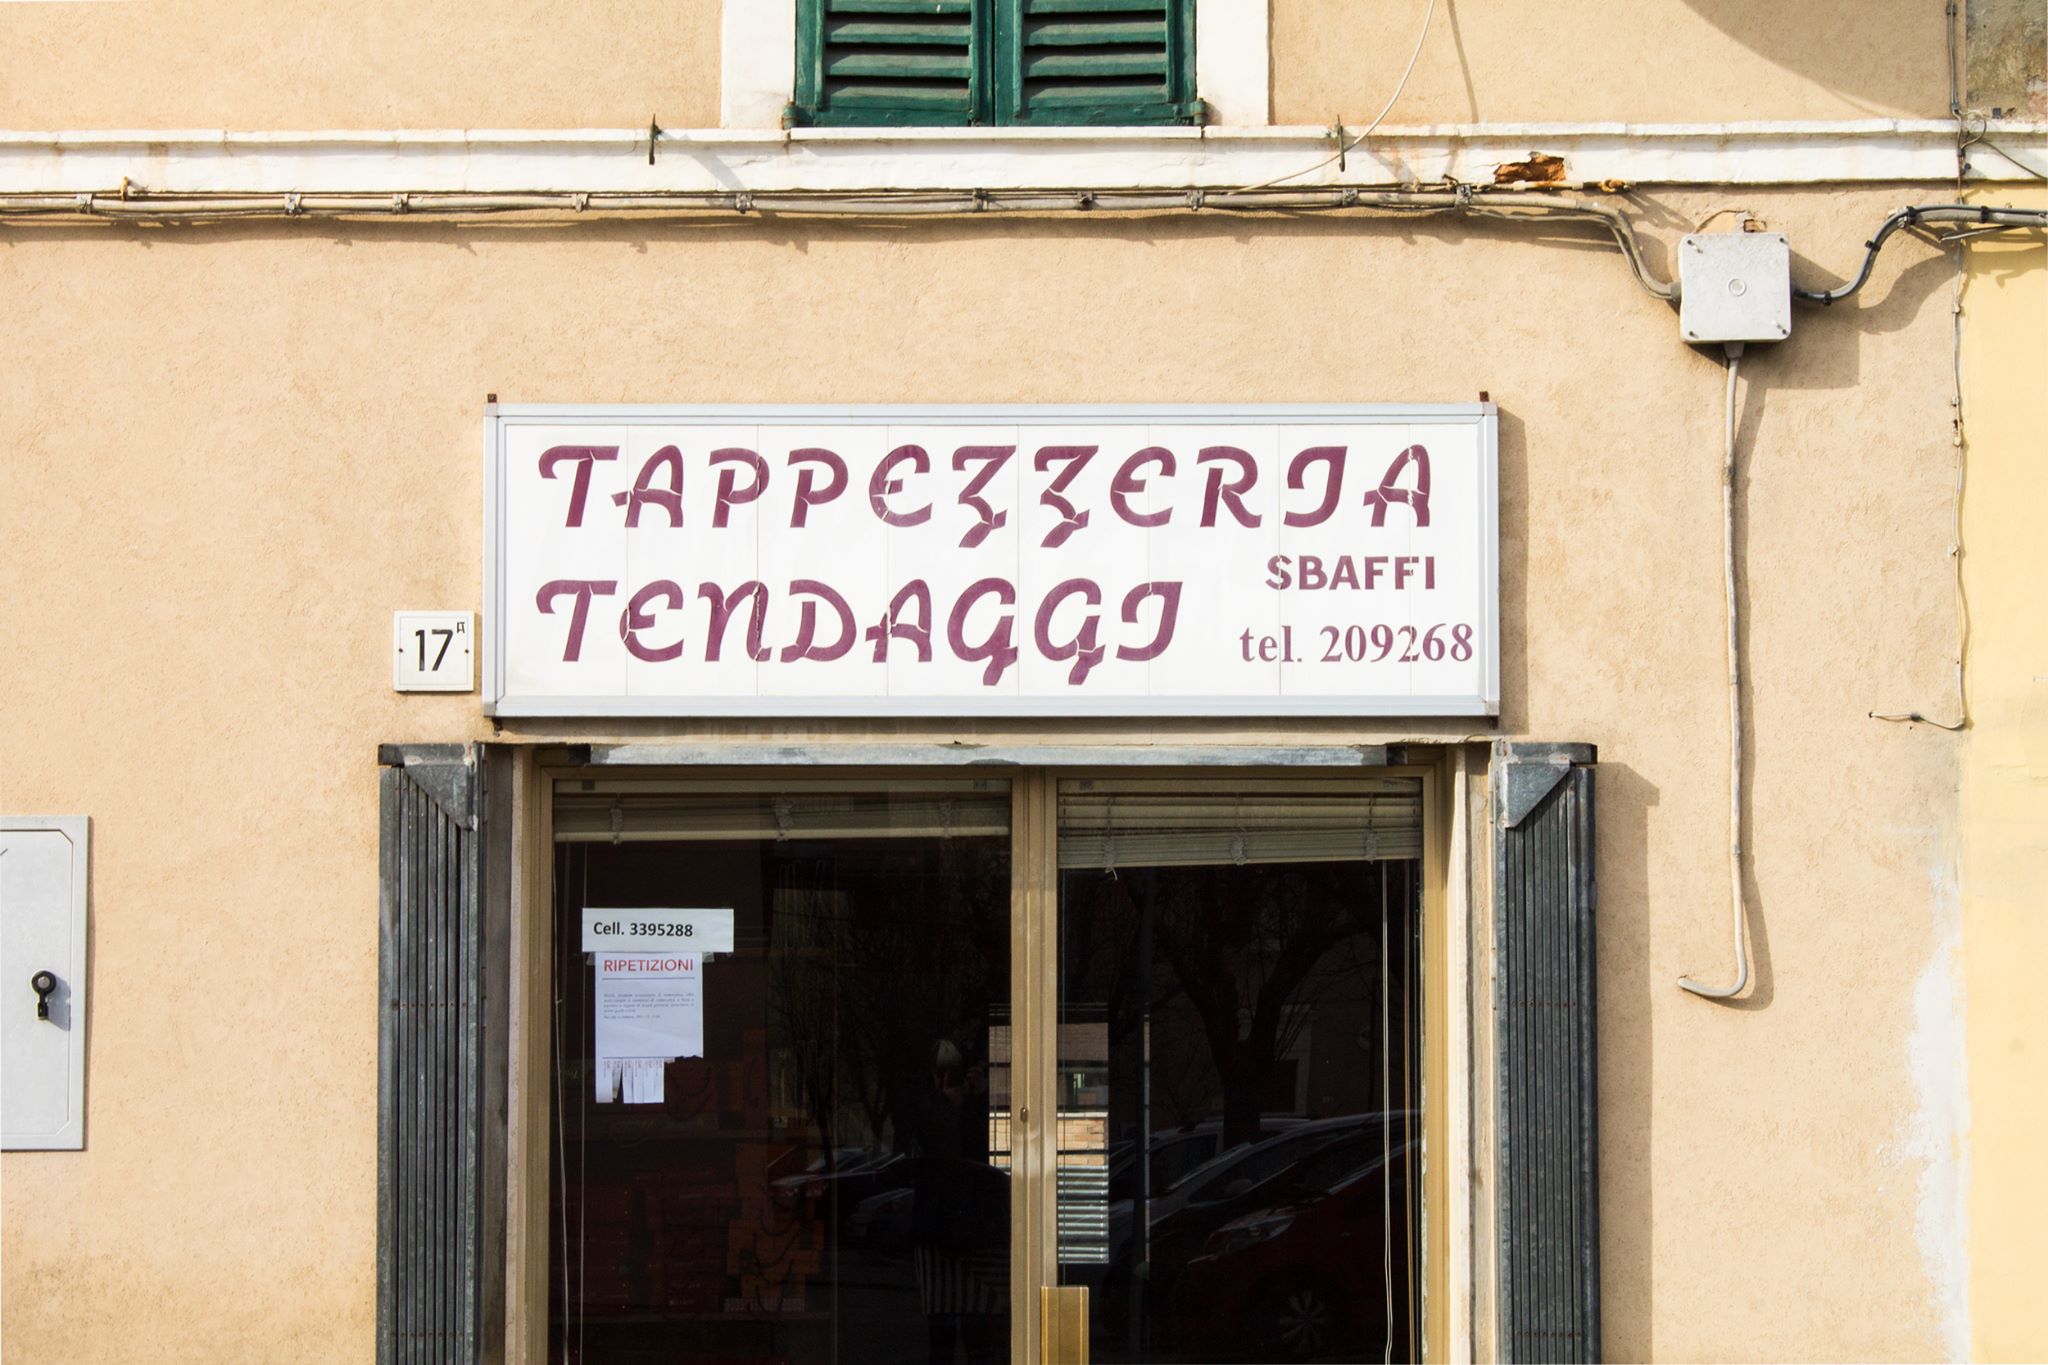 TAPPEZZERIA
SBAFFI
TENDAGGI
tel. 209268
17A
Cell. 3395288
RIPETIZIONI